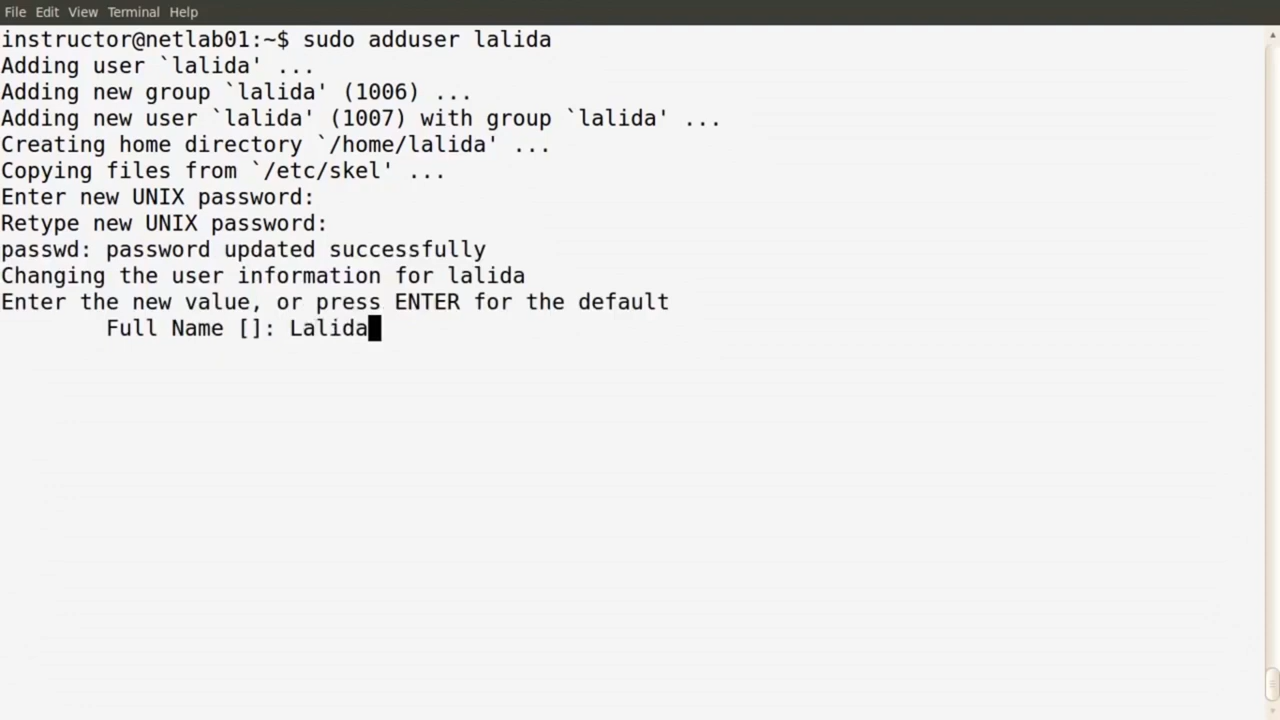 File Edit View Terminal Help
instructor@netlab01:~$ sudo adduser lalida
Adding user `lalida' ...
Adding new group `lalida' (1006) ...
Adding new user `lalida' (1007) with group `lalida' ...
Creating home directory `/home/lalida' ...
Copying files from `/etc/skel' ...
Enter new UNIX password:
Retype new UNIX password:
passwd: password updated successfully
Changing the user information for lalida
Enter the new value, or press ENTER for the default
        Full Name []: Lalida